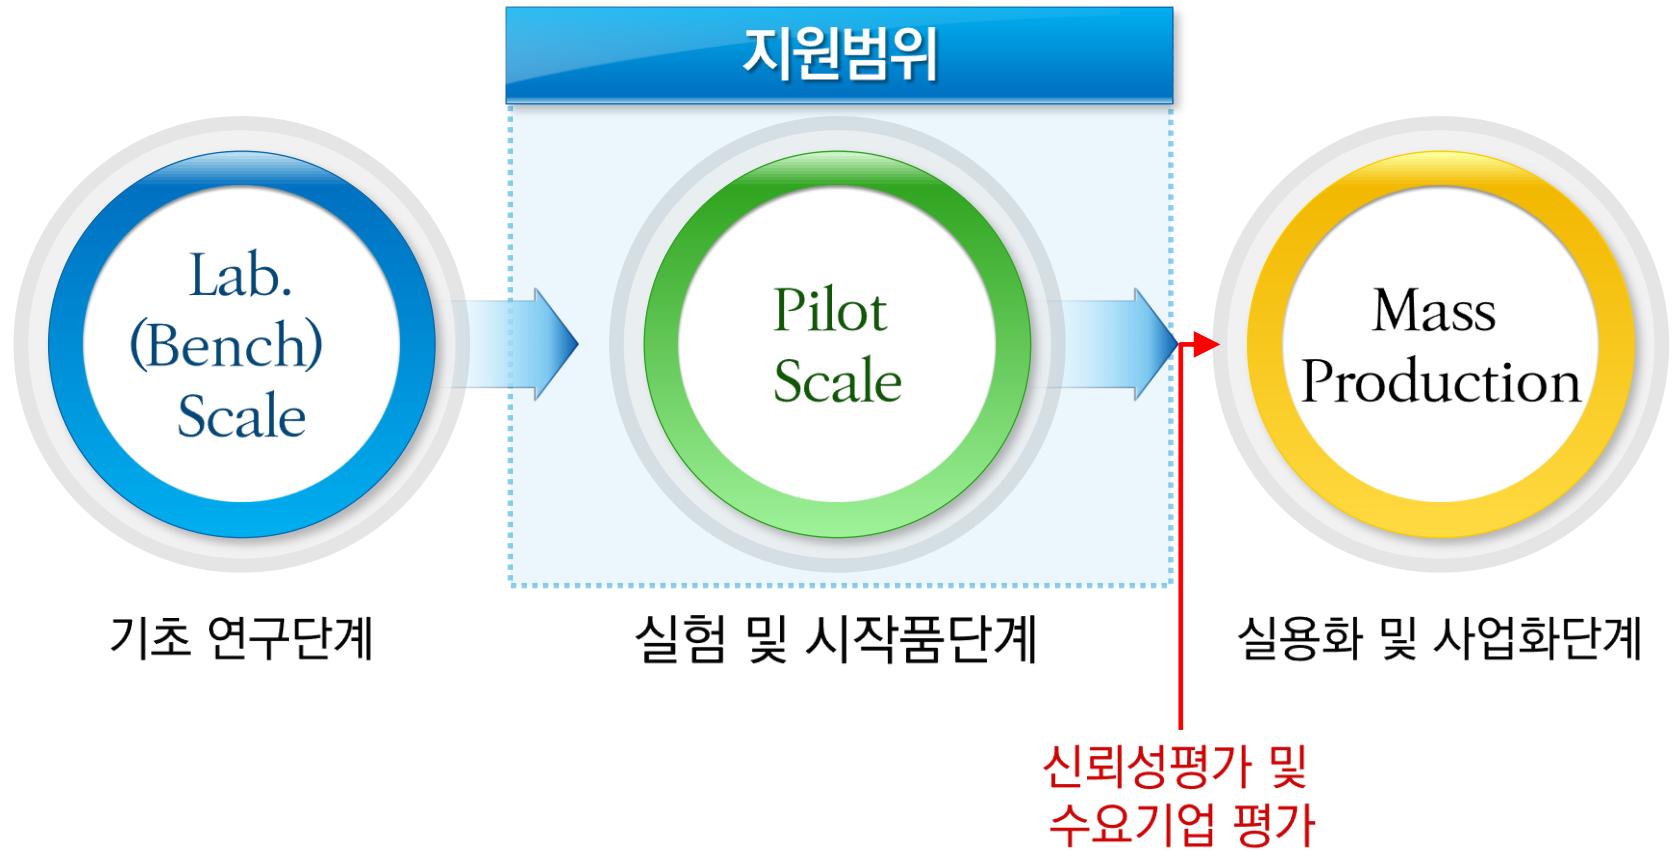 지원범위
Lab.
(Bench)
Scale
Pilot
Scale
Mass
Production
기초 연구단계
실험 및 시작품단계
실용화 및 사업화단계
신뢰성평가 및
수요기업 평가